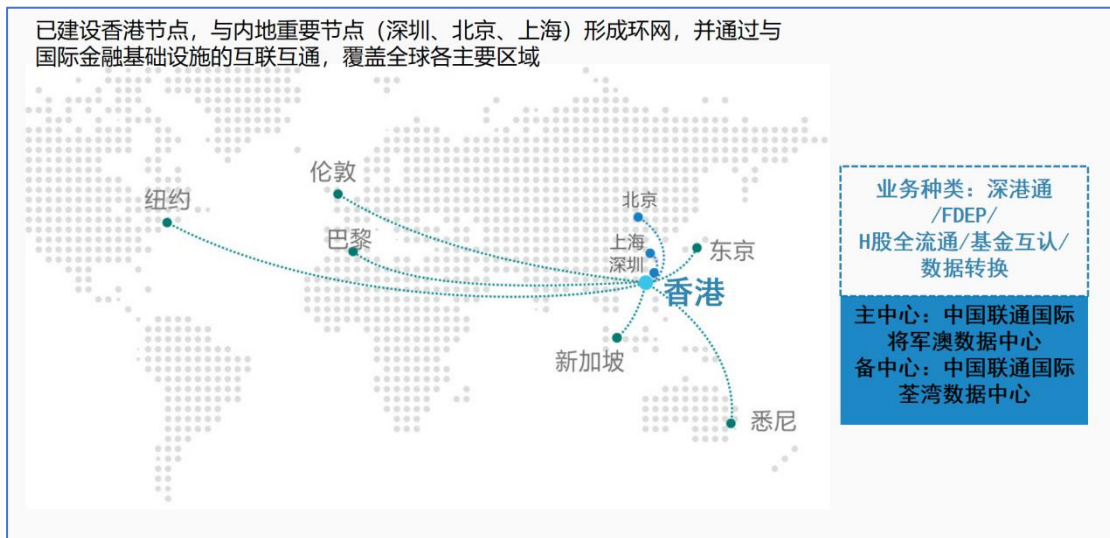 已建设香港节点，与内地重要节点（深圳、北京、上海）形成环网，并通过与
国际金融基础设施的互联互通，覆盖全球各主要区域
伦敦
纽约
北京
巴黎
上海
东京
深圳
香港
新加坡
悉尼
业务种类：深港通
/FDEP/
H股全流通/基金互认/
数据转换
主中心：中国联通国际
将军澳数据中心
备中心：中国联通国际
荃湾数据中心